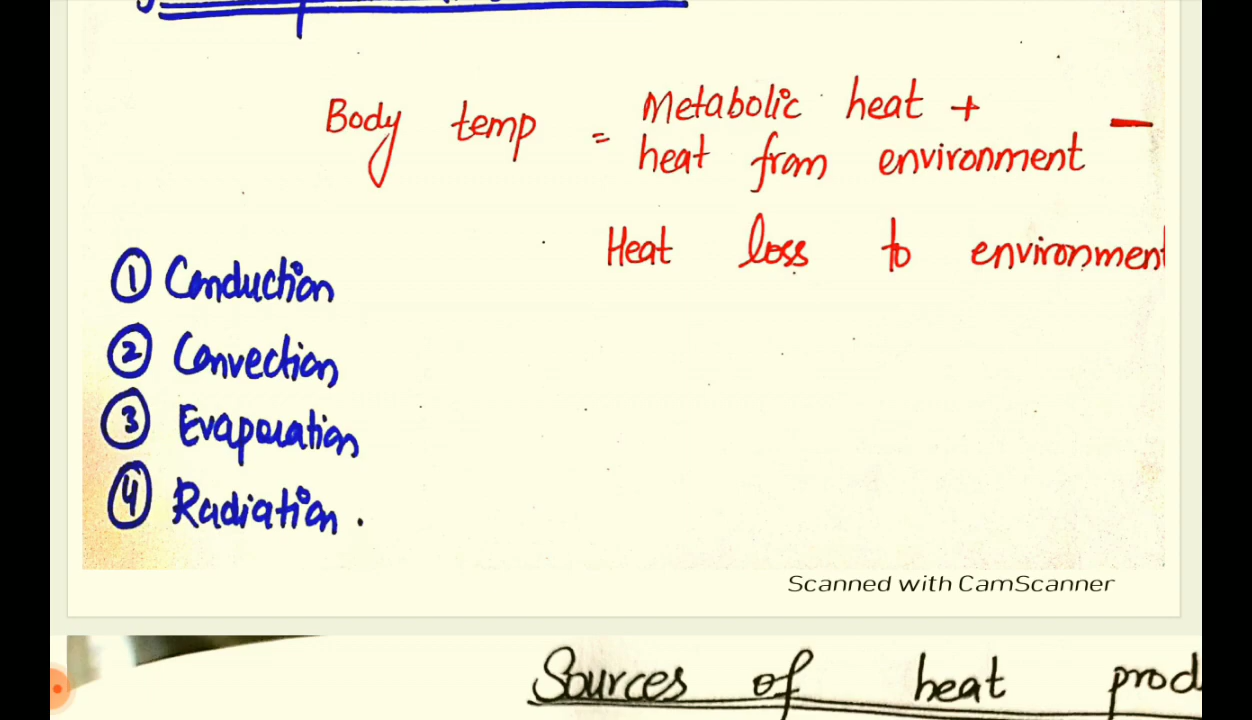 Body temp = Metabolic heat + —
heat from environment
Heat loss to environment
① Conduction
② Convection
③ Evaporation
④ Radiation .
Scanned with CamScanner
Sources of heat prod